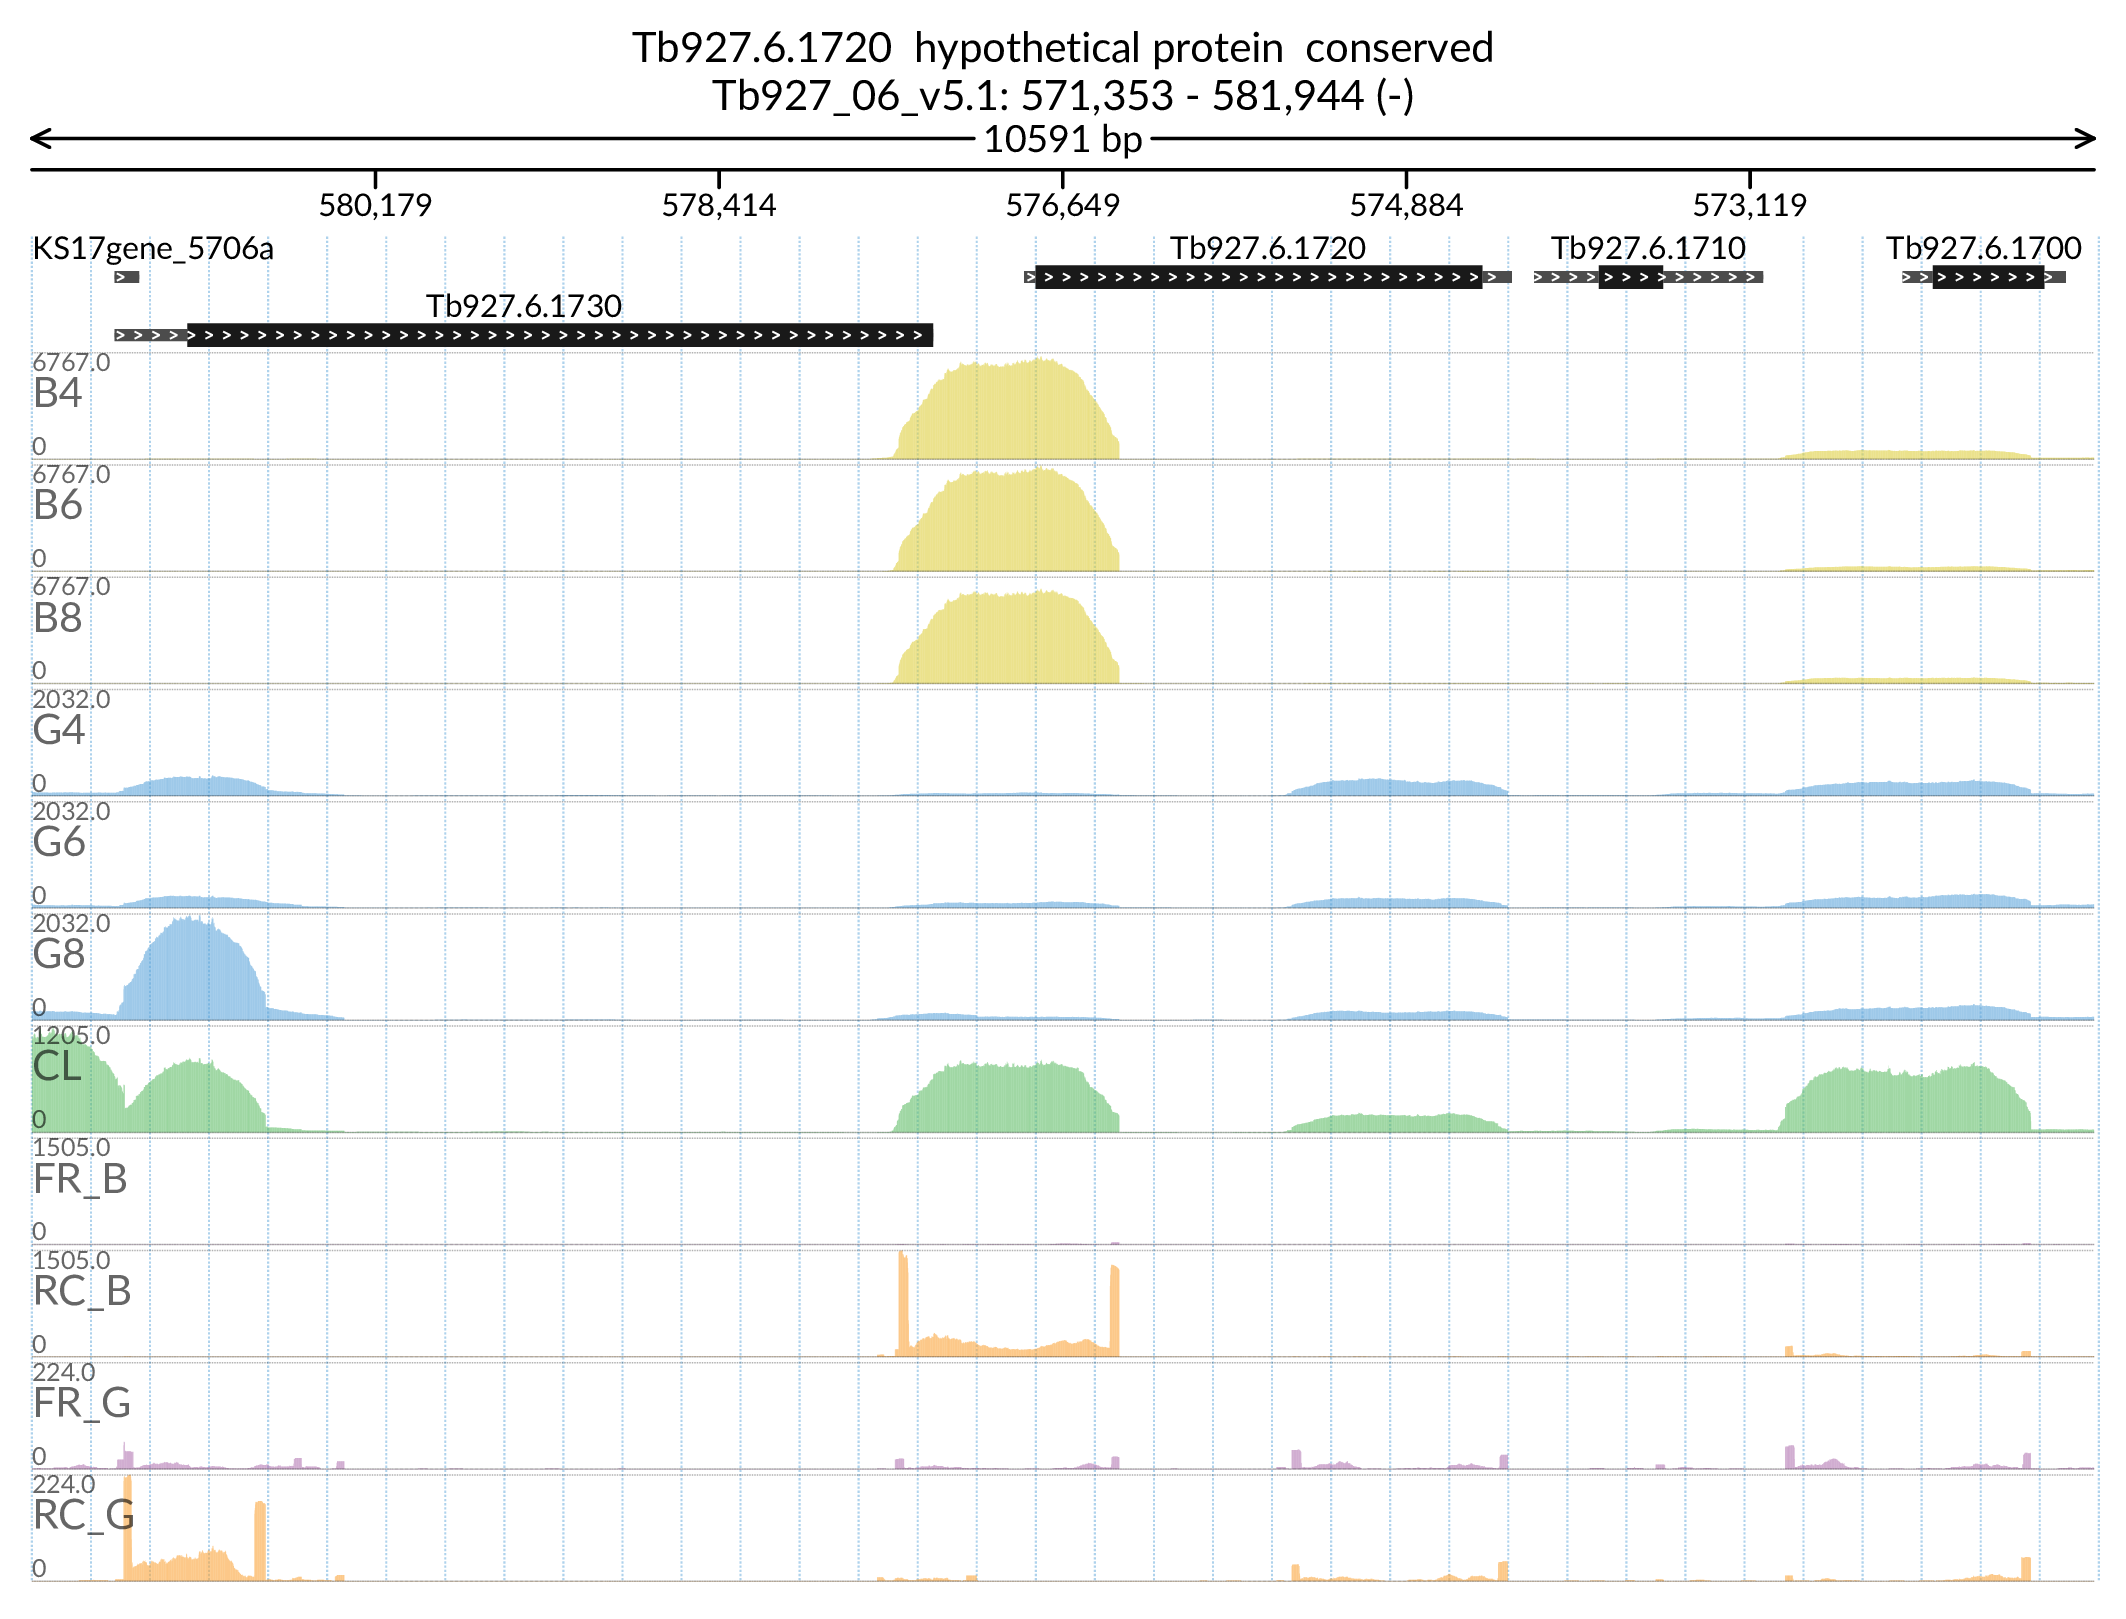 Tb927.6.1720 hypothetical protein conserved
Tb927_06_v5.1: 571,353 - 581,944 (-)
10591 bp
580,179 578,414 576,649 574,884 573,119
KS17gene_5706a Tb927.6.1720 Tb927.6.1710 Tb927.6.1700
Tb927.6.1730
6767.0
B4
0
6767.0
B6
0
6767.0
B8
0
2032.0
G4
0
2032.0
G6
0
2032.0
G8
0
1205.0
CL
0
1505.0
FR_B
0
1505.0
RC_B
0
224.0
FR_G
0
224.0
RC_G
0